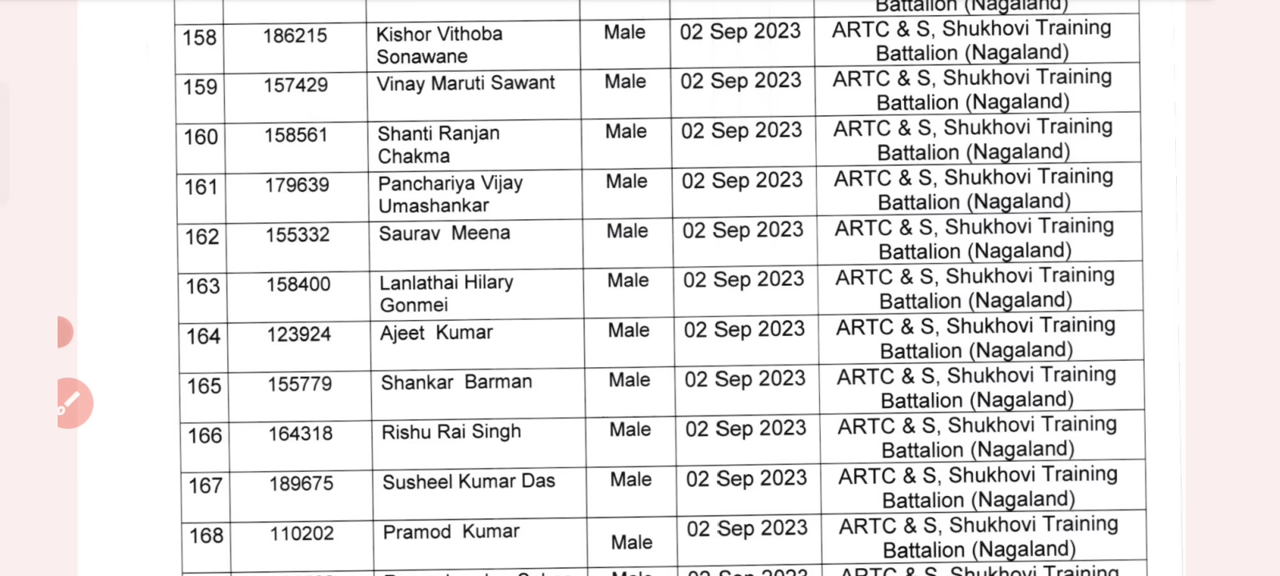 Battalion (Nagaland)
158 186215 Kishor Vithoba Male 02 Sep 2023 ARTC & S, Shukhovi Training
Sonawane Battalion (Nagaland)
159 157429 Vinay Maruti Sawant Male 02 Sep 2023 ARTC & S, Shukhovi Training
Battalion (Nagaland)
160 158561 Shanti Ranjan Male 02 Sep 2023 ARTC & S, Shukhovi Training
Chakma Battalion (Nagaland)
161 179639 Panchariya Vijay Male 02 Sep 2023 ARTC & S, Shukhovi Training
Umashankar Battalion (Nagaland)
162 155332 Saurav Meena Male 02 Sep 2023 ARTC & S, Shukhovi Training
Battalion (Nagaland)
163 158400 Lanlathai Hilary Male 02 Sep 2023 ARTC & S, Shukhovi Training
Gonmei Battalion (Nagaland)
164 123924 Ajeet Kumar Male 02 Sep 2023 ARTC & S, Shukhovi Training
Battalion (Nagaland)
165 155779 Shankar Barman Male 02 Sep 2023 ARTC & S, Shukhovi Training
Battalion (Nagaland)
166 164318 Rishu Rai Singh Male 02 Sep 2023 ARTC & S, Shukhovi Training
Battalion (Nagaland)
167 189675 Susheel Kumar Das Male 02 Sep 2023 ARTC & S, Shukhovi Training
Battalion (Nagaland)
168 110202 Pramod Kumar Male 02 Sep 2023 ARTC & S, Shukhovi Training
Battalion (Nagaland)
Male 02 Sep 2023 ARTC & S, Shukhovi Training